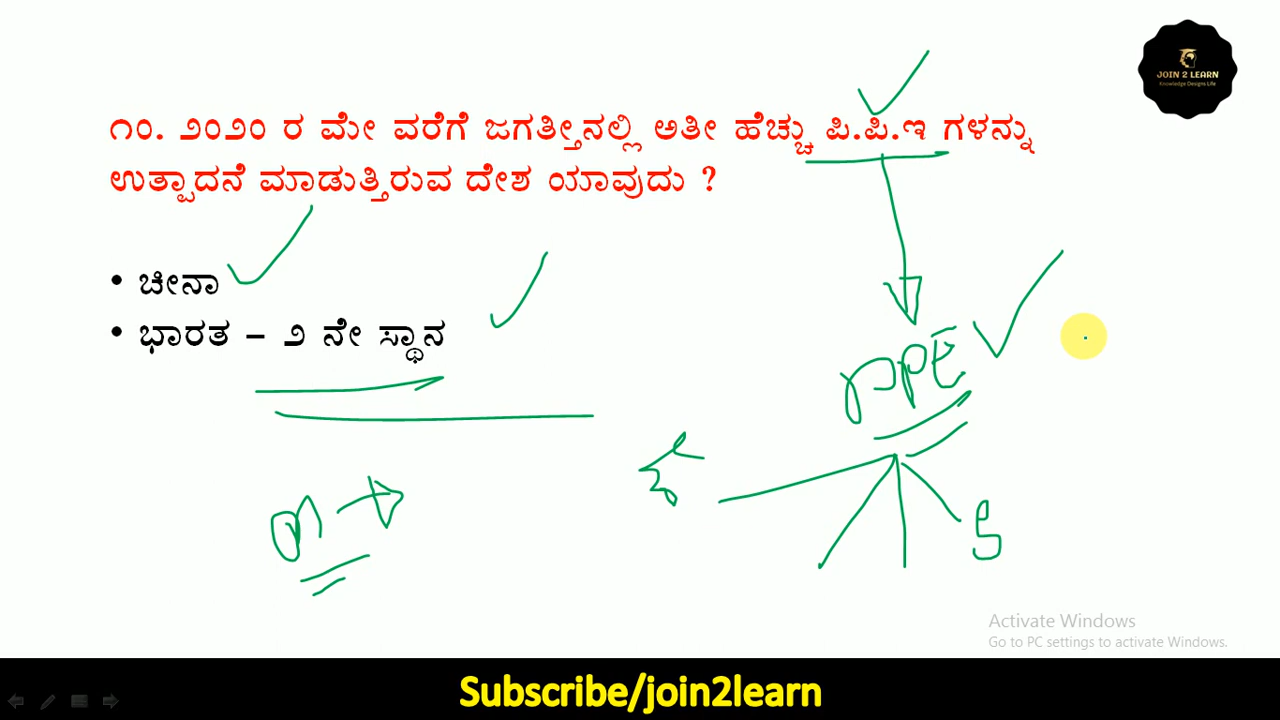 JOIN 2 LEARN
Knowledge Designs Life
೧೦. ೨೦೨೦ ರ ಮೇ ವರೆಗೆ ಜಗತೀತ್ನಲ್ಲಿ ಅತೀ ಹೆಚ್ಚು ಪಿ.ಪಿ.ಇ ಗಳನ್ನು
ಉತ್ಪಾದನೆ ಮಾಡುತ್ತಿರುವ ದೇಶ ಯಾವುದು ?
• ಚೀನಾ
• ಭಾರತ – ೨ ನೇ ಸ್ಥಾನ
PPE
Activate Windows
Go to PC settings to activate Windows.
Subscribe/join2learn